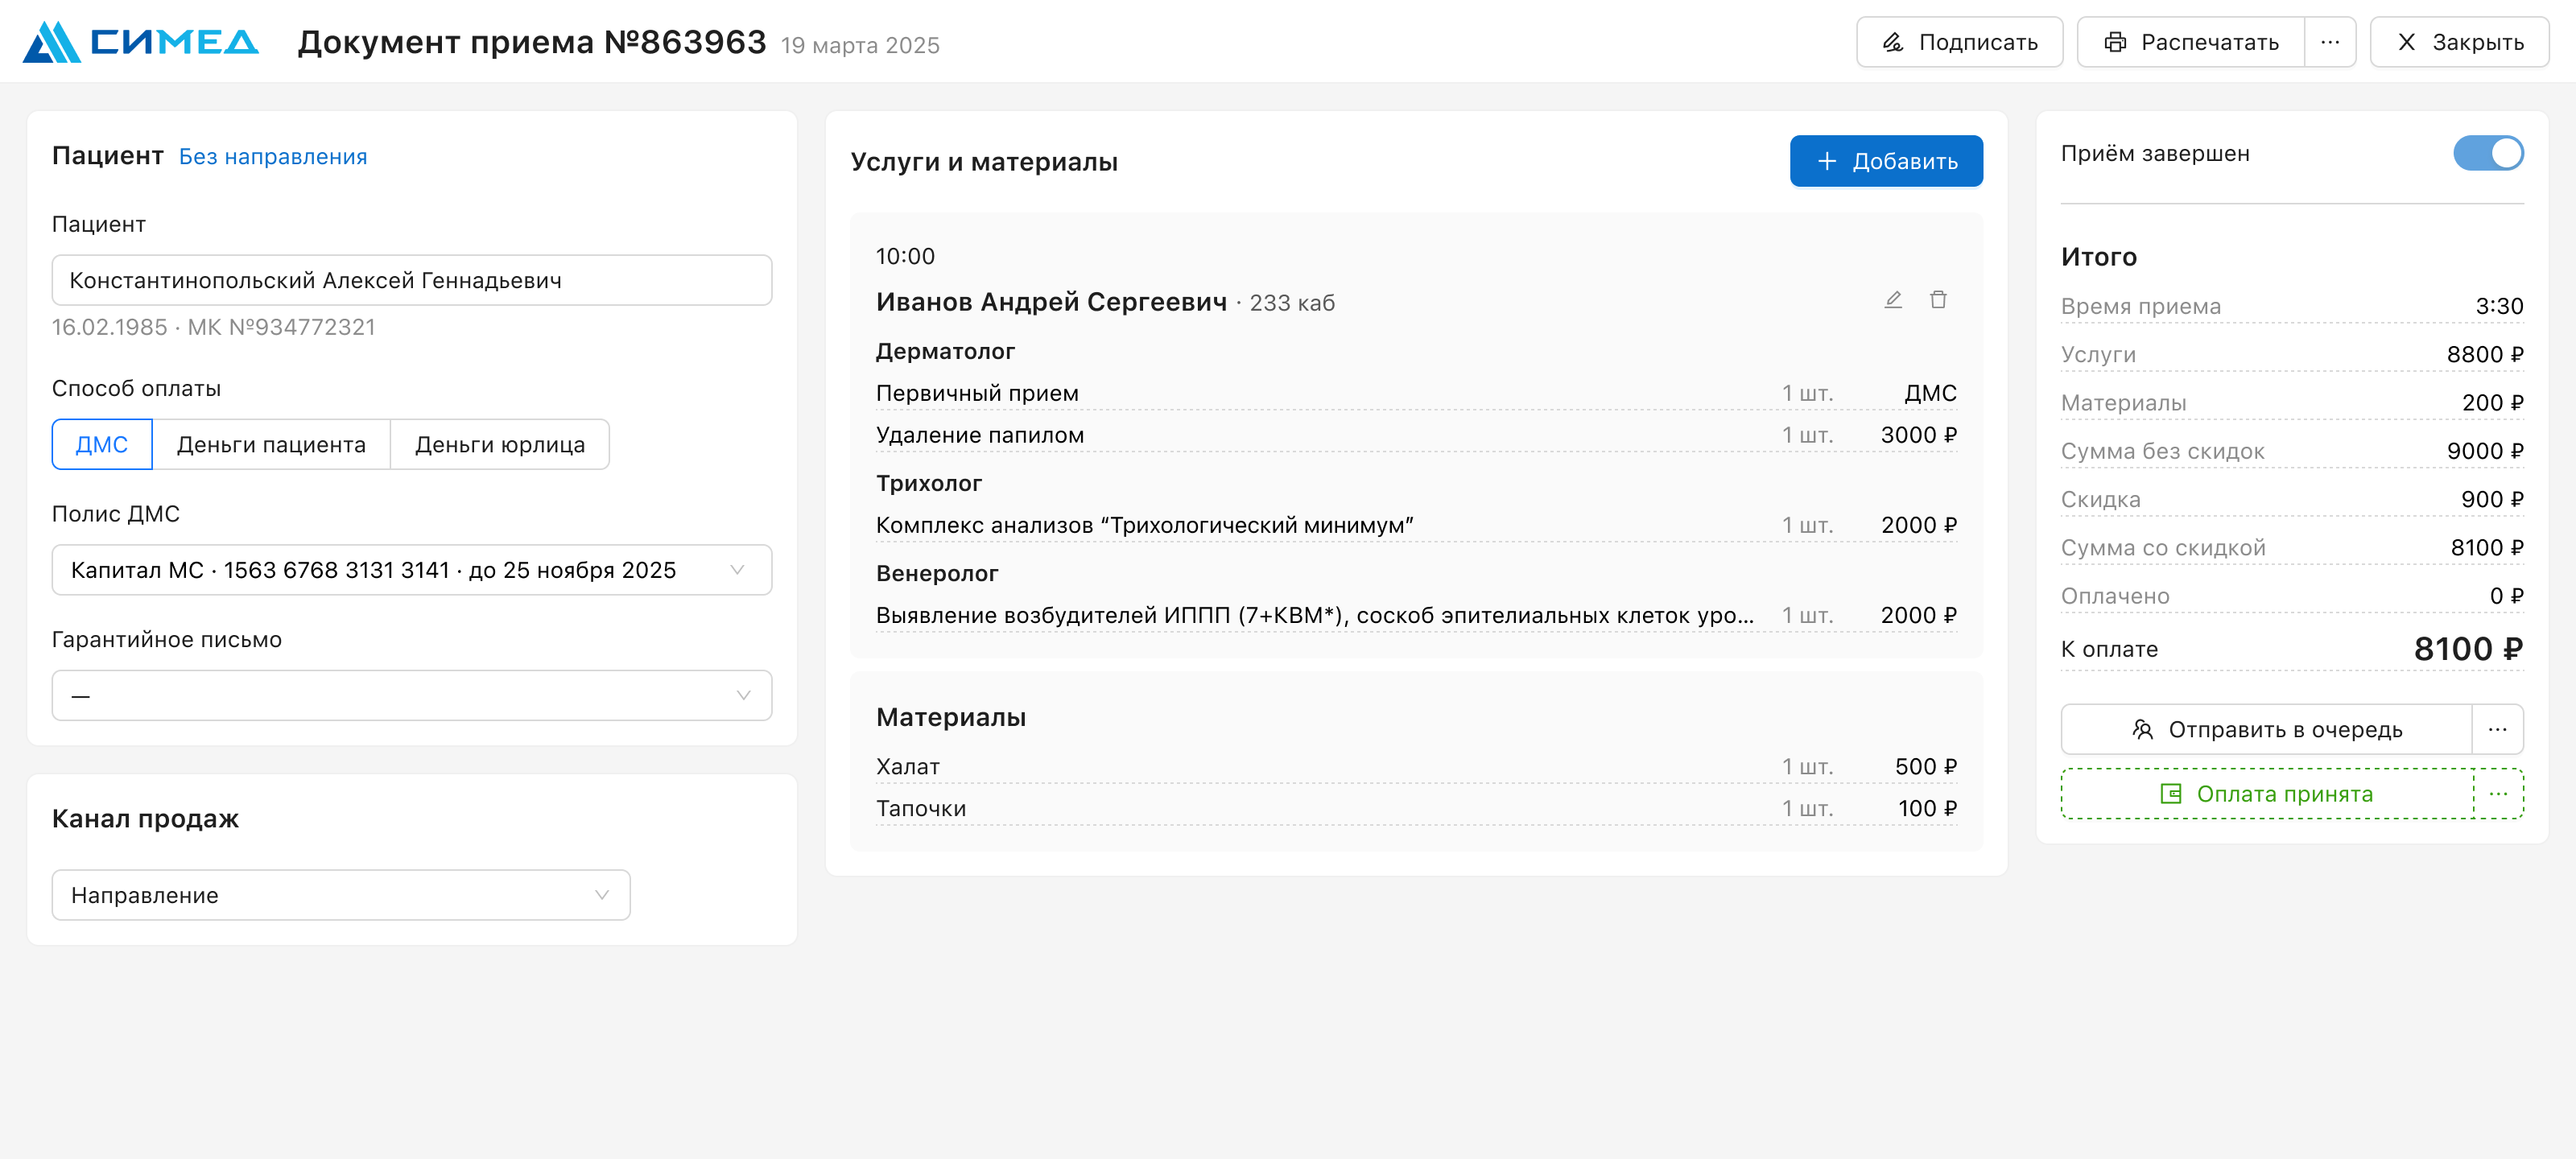 СИМЕД
Документ приема №863963 19 марта 2025
Подписать
Распечатать
Закрыть
Пациент Без направления
Пациент
Константинопольский Алексей Геннадьевич
16.02.1985 · МК №934772321
Способ оплаты
ДМС Деньги пациента Деньги юрлица
Полис ДМС
Капитал МС · 1563 6768 3131 3141 · до 25 ноября 2025
Гарантийное письмо
—
Канал продаж
Направление
Услуги и материалы
+ Добавить
10:00
Иванов Андрей Сергеевич · 233 каб
Дерматолог
Первичный прием 1 шт. ДМС
Удаление папилом 1 шт. 3000 ₽
Трихолог
Комплекс анализов “Трихологический минимум” 1 шт. 2000 ₽
Венеролог
Выявление возбудителей ИППП (7+КВМ*), соскоб эпителиальных клеток уро... 1 шт. 2000 ₽
Материалы
Халат 1 шт. 500 ₽
Тапочки 1 шт. 100 ₽
Приём завершен
Итого
Время приема 3:30
Услуги 8800 ₽
Материалы 200 ₽
Сумма без скидок 9000 ₽
Скидка 900 ₽
Сумма со скидкой 8100 ₽
Оплачено 0 ₽
К оплате 8100 ₽
Отправить в очередь
Оплата принята